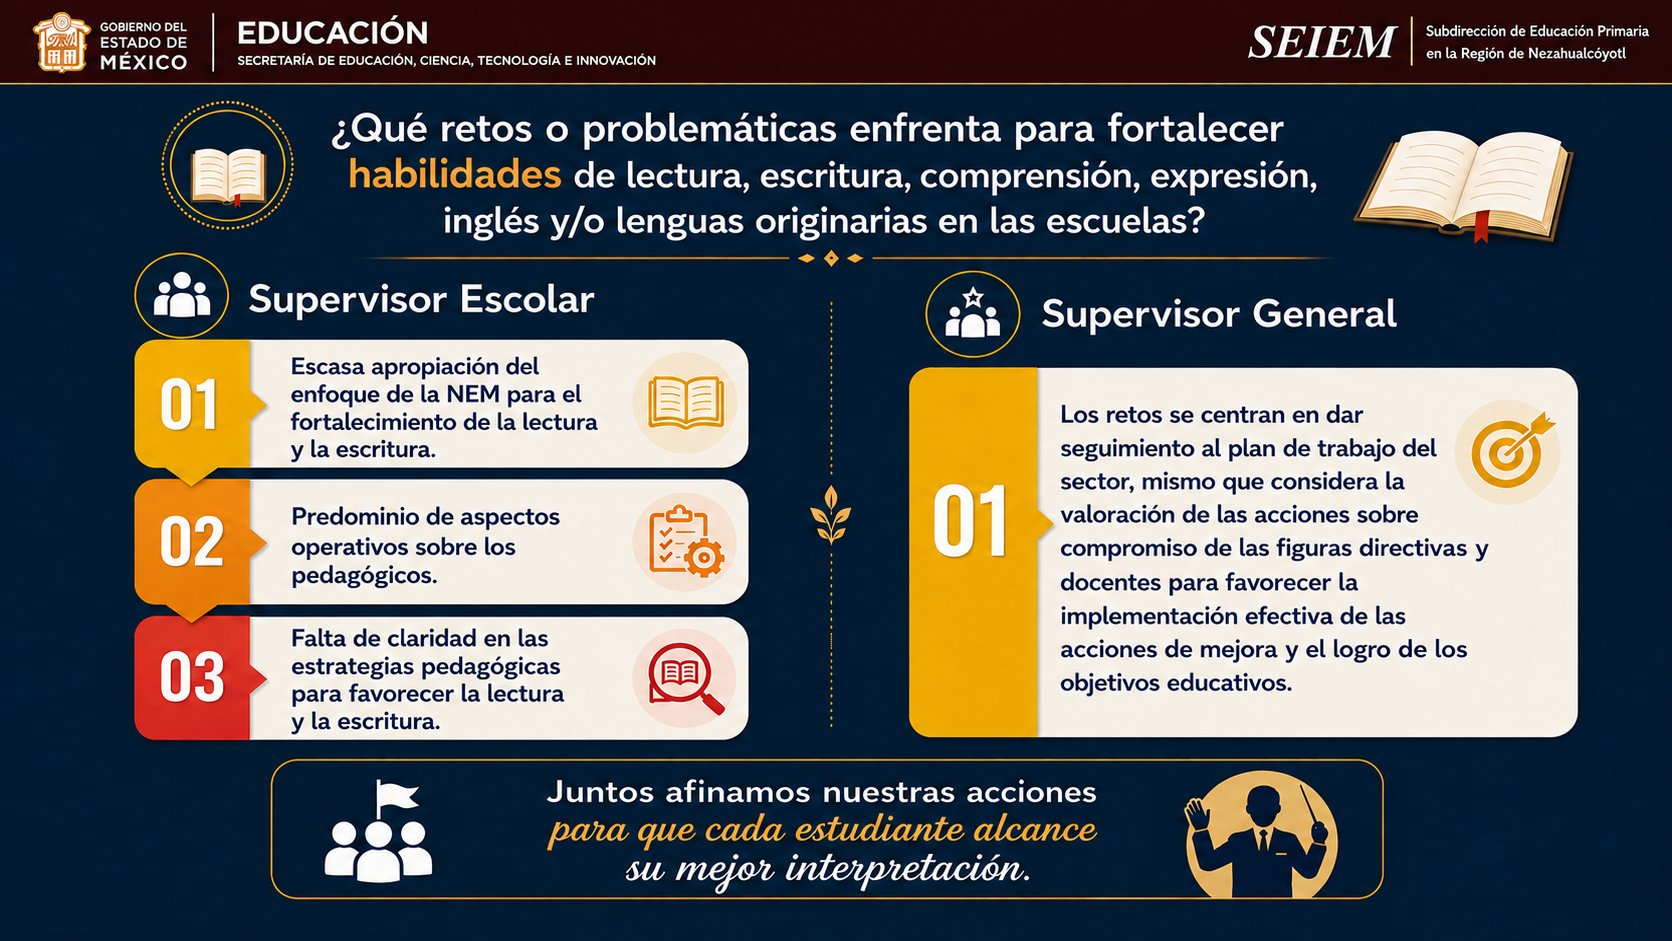 GOBIERNO DEL
ESTADO DE
MÉXICO
EDUCACIÓN
SECRETARÍA DE EDUCACIÓN, CIENCIA, TECNOLOGÍA E INNOVACIÓN
SEIEM
Subdirección de Educación Primaria
en la Región de Nezahualcóyotl
¿Qué retos o problemáticas enfrenta para fortalecer
habilidades de lectura, escritura, comprensión, expresión,
inglés y/o lenguas originarias en las escuelas?
Supervisor Escolar
01
Escasa apropiación del
enfoque de la NEM para el
fortalecimiento de la lectura
y la escritura.
02
Predominio de aspectos
operativos sobre los
pedagógicos.
03
Falta de claridad en las
estrategias pedagógicas
para favorecer la lectura
y la escritura.
Supervisor General
01
Los retos se centran en dar
seguimiento al plan de trabajo del
sector, mismo que considera la
valoración de las acciones sobre
compromiso de las figuras directivas y
docentes para favorecer la
implementación efectiva de las
acciones de mejora y el logro de los
objetivos educativos.
Juntos afinamos nuestras acciones
para que cada estudiante alcance
su mejor interpretación.